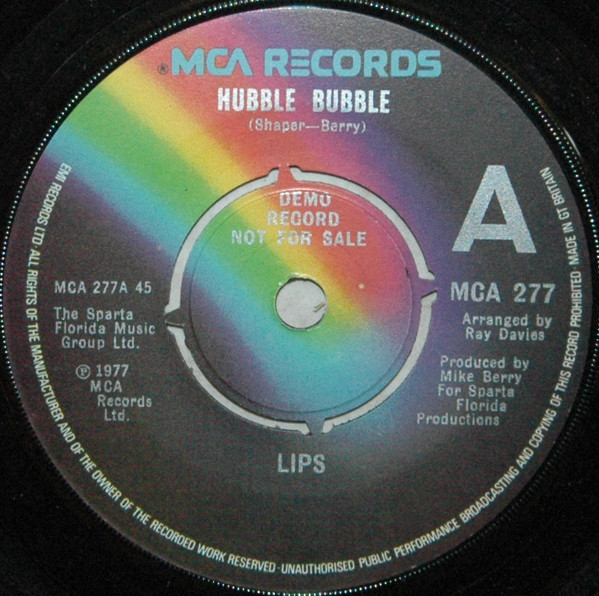 ® MCA RECORDS
HUBBLE BUBBLE
(Shaper—Berry)
DEMO
RECORD
NOT FOR SALE
A
MCA 277A 45
The Sparta
Florida Music
Group Ltd.
℗ 1977
MCA
Records
Ltd.
MCA 277
Arranged by
Ray Davies
Produced by
Mike Berry
For Sparta
Florida
Productions
LIPS
EMI RECORDS LTD ALL RIGHTS OF THE MANUFACTURER AND OF THE OWNER OF THE RECORDED WORK RESERVED·UNAUTHORISED PUBLIC PERFORMANCE BROADCASTING AND COPYING OF THIS RECORD PROHIBITED MADE IN GT BRITAIN